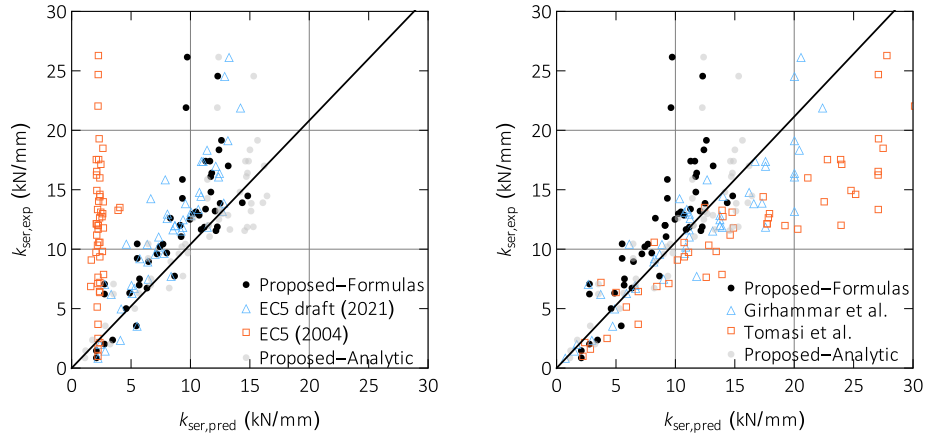 30
25
20
15
10
5
0
0 5 10 15 20 25 30
k_ser,exp (kN/mm)
k_ser,pred (kN/mm)
Proposed−Formulas
EC5 draft (2021)
EC5 (2004)
Proposed−Analytic
30
25
20
15
10
5
0
0 5 10 15 20 25 30
k_ser,exp (kN/mm)
k_ser,pred (kN/mm)
Proposed−Formulas
Girhammar et al.
Tomasi et al.
Proposed−Analytic